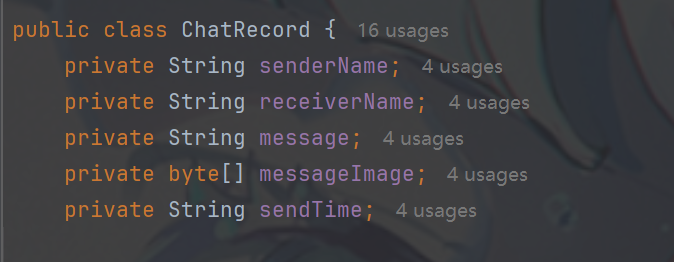 public class ChatRecord { 16 usages
private String senderName; 4 usages
private String receiverName; 4 usages
private String message; 4 usages
private byte[] messageImage; 4 usages
private String sendTime; 4 usages